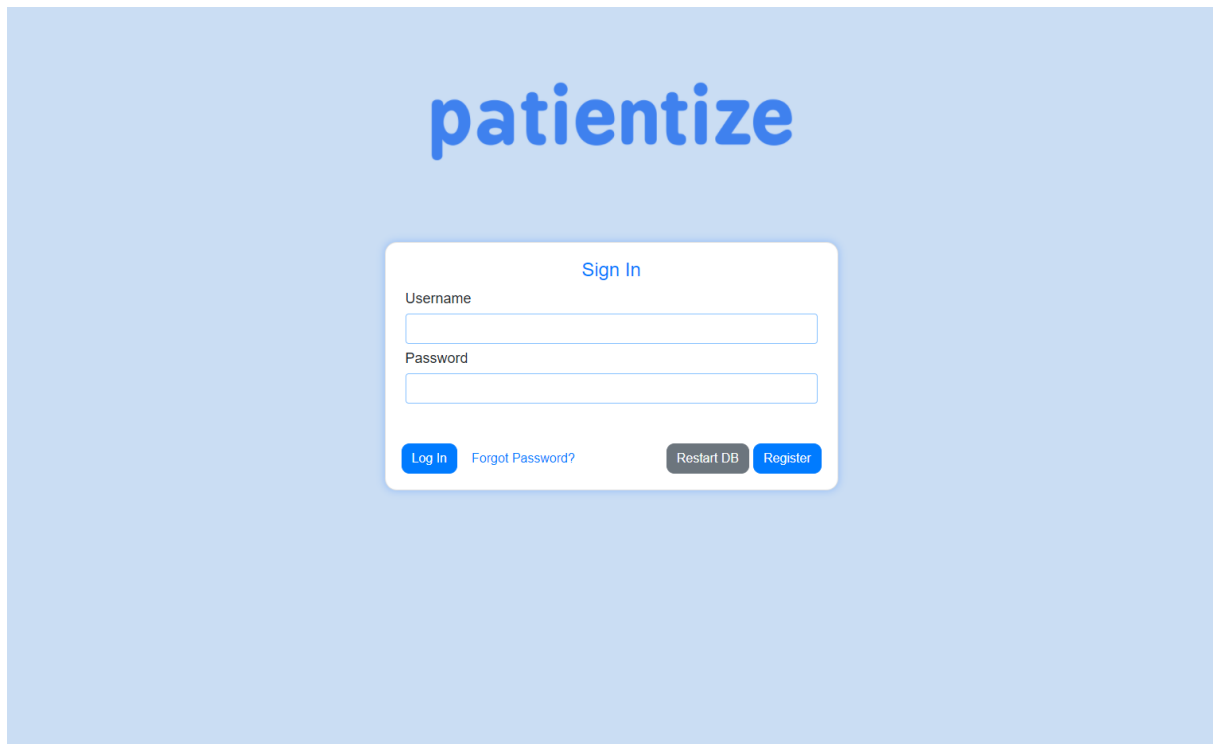 patientize
Sign In
Username
Password
Log In Forgot Password? Restart DB Register